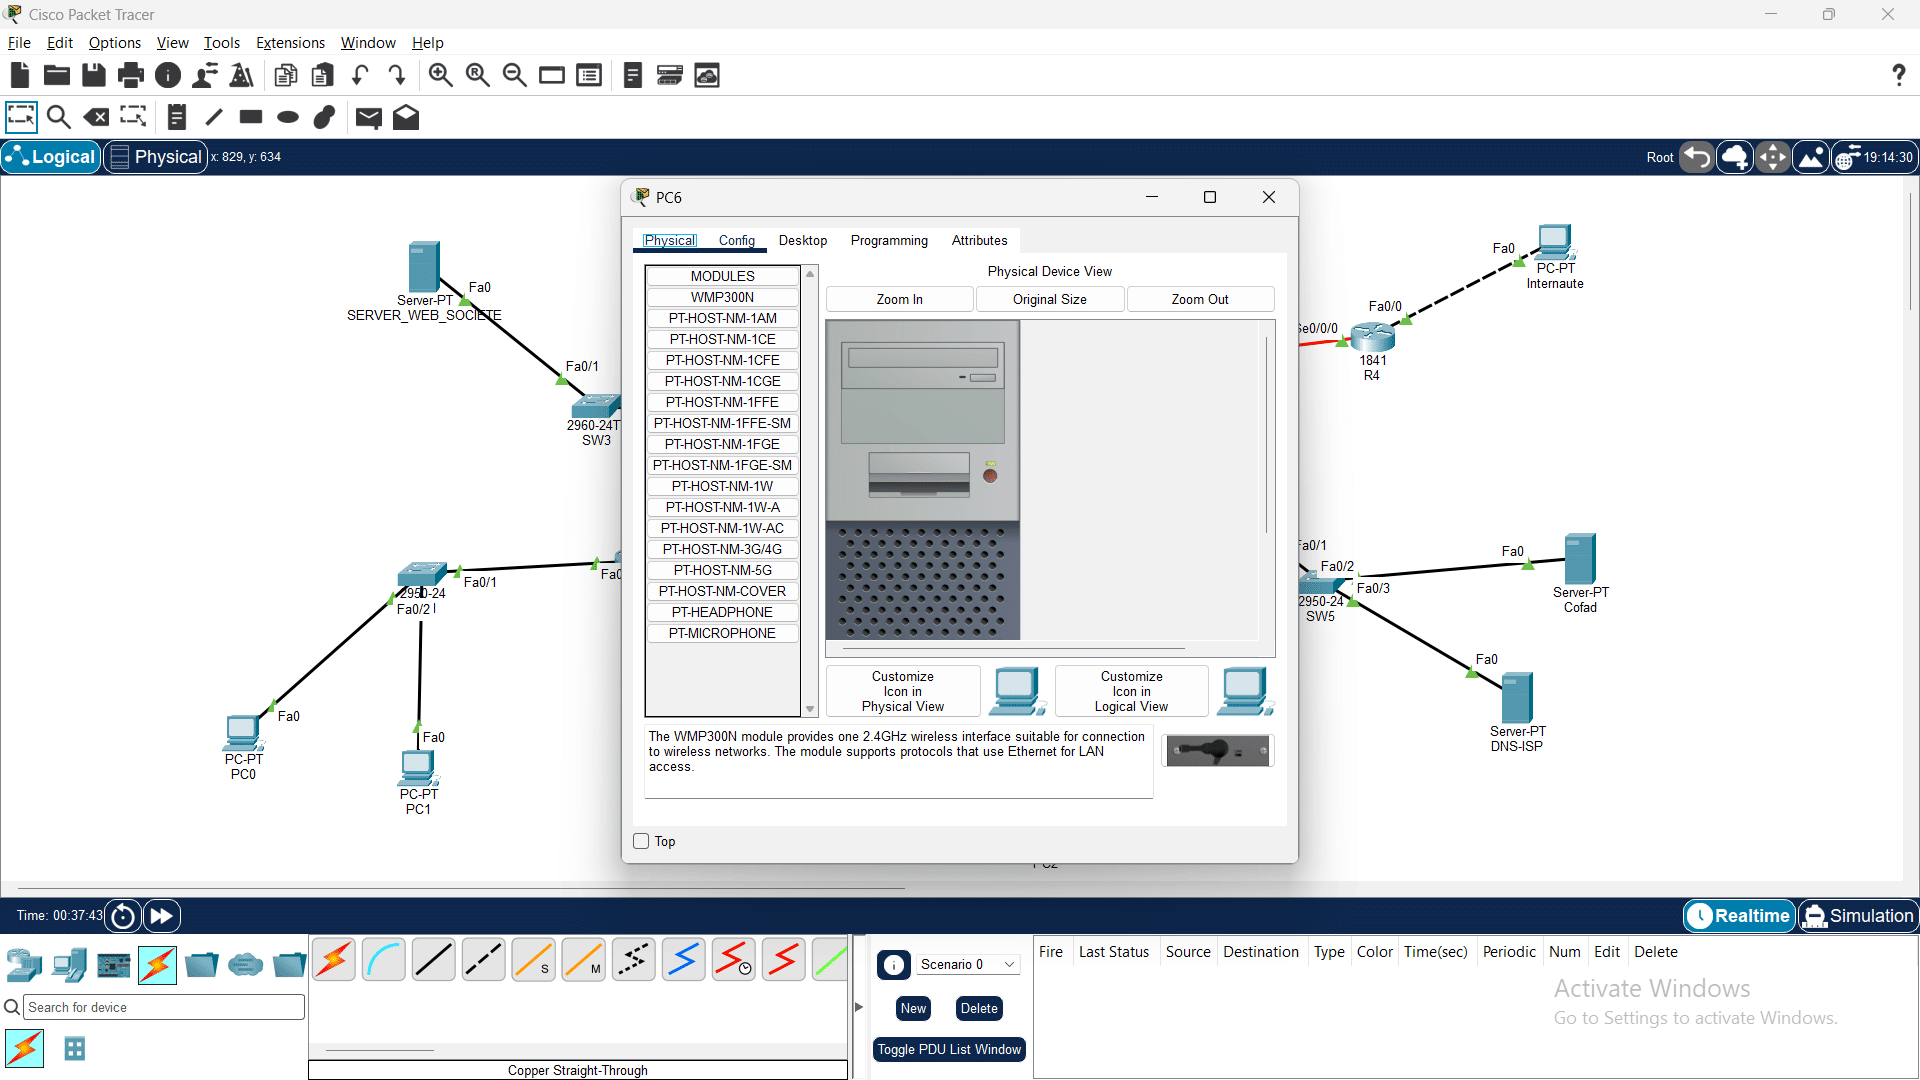 Cisco Packet Tracer
File Edit Options View Tools Extensions Window Help
Logical Physical x: 829, y: 634
Root 19:14:30
PC6
Physical Config Desktop Programming Attributes
MODULES
WMP300N
PT-HOST-NM-1AM
PT-HOST-NM-1CE
PT-HOST-NM-1CFE
PT-HOST-NM-1CGE
PT-HOST-NM-1FFE
PT-HOST-NM-1FFE-SM
PT-HOST-NM-1FGE
PT-HOST-NM-1FGE-SM
PT-HOST-NM-1W
PT-HOST-NM-1W-A
PT-HOST-NM-1W-AC
PT-HOST-NM-3G/4G
PT-HOST-NM-5G
PT-HOST-NM-COVER
PT-HEADPHONE
PT-MICROPHONE
Physical Device View
Zoom In Original Size Zoom Out
Customize
Icon in
Physical View
Customize
Icon in
Logical View
The WMP300N module provides one 2.4GHz wireless interface suitable for connection
to wireless networks. The module supports protocols that use Ethernet for LAN
access.
Top
Fa0
Server-PT
SERVER_WEB_SOCIETE
Fa0/1
2960-24T
SW3
Fa0/1
Fa0
2950-24
Fa0/2
Fa0
PC-PT
PC0
Fa0
PC-PT
PC1
Fa0
PC-PT
Internaute
Fa0/0
Se0/0/0
1841
R4
Fa0/1
Fa0/2
Fa0/3
2950-24
SW5
Fa0
Server-PT
Cofad
Fa0
Server-PT
DNS-ISP
PC2
Time: 00:37:43
Realtime Simulation
Search for device
S
M
Copper Straight-Through
Scenario 0
New Delete
Toggle PDU List Window
Fire Last Status Source Destination Type Color Time(sec) Periodic Num Edit Delete
Activate Windows
Go to Settings to activate Windows.